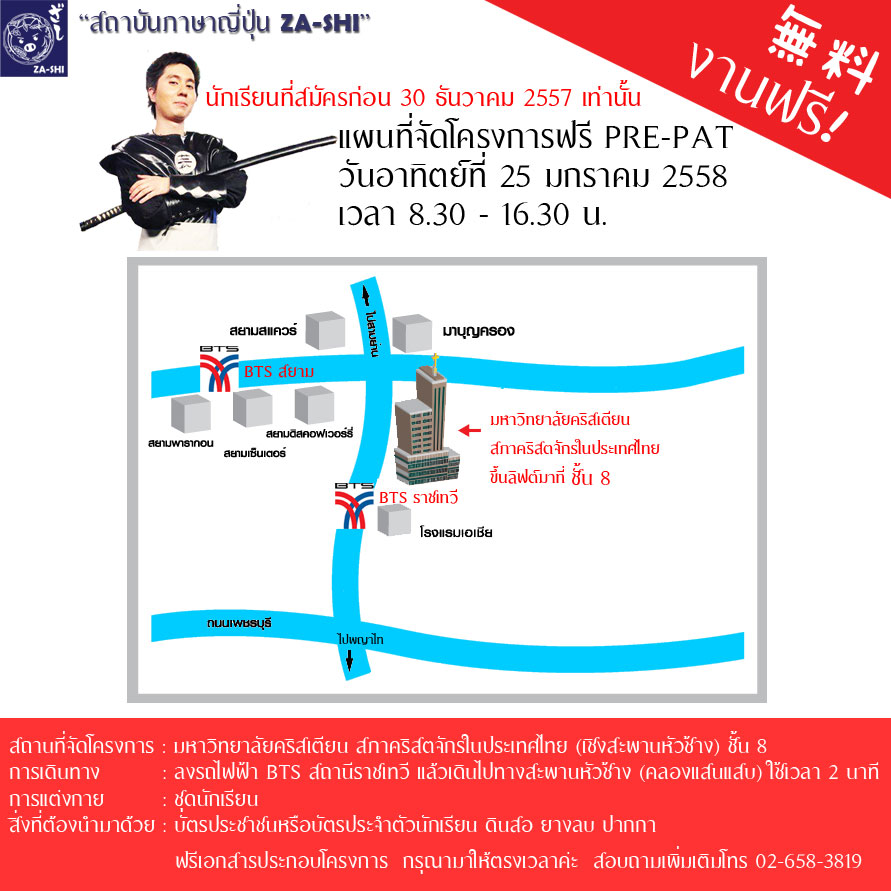 ざし
ZA-SHI
“สถาบันภาษาญี่ปุ่น ZA-SHI”
無料
งานฟรี!
นักเรียนที่สมัครก่อน 30 ธันวาคม 2557 เท่านั้น
แผนที่จัดโครงการฟรี PRE-PAT
วันอาทิตย์ที่ 25 มกราคม 2558
เวลา 8.30 - 16.30 น.
ไปสามย่าน
สยามสแควร์
มาบุญครอง
BTS
BTS สยาม
สยามพารากอน
สยามเซ็นเตอร์
สยามดิสคอฟเวอร์รี่
มหาวิทยาลัยคริสเตียน
สภาคริสตจักรในประเทศไทย
ขึ้นลิฟต์มาที่ ชั้น 8
BTS
BTS ราชเทวี
โรงแรมเอเชีย
ถนนเพชรบุรี
ไปพญาไท
สถานที่จัดโครงการ : มหาวิทยาลัยคริสเตียน สภาคริสตจักรในประเทศไทย (เชิงสะพานหัวช้าง) ชั้น 8
การเดินทาง : ลงรถไฟฟ้า BTS สถานีราชเทวี แล้วเดินไปทางสะพานหัวช้าง (คลองแสนแสบ) ใช้เวลา 2 นาที
การแต่งกาย : ชุดนักเรียน
สิ่งที่ต้องนำมาด้วย : บัตรประชาชนหรือบัตรประจำตัวนักเรียน ดินสอ ยางลบ ปากกา
ฟรีเอกสารประกอบโครงการ กรุณามาให้ตรงเวลาค่ะ สอบถามเพิ่มเติมโทร 02-658-3819